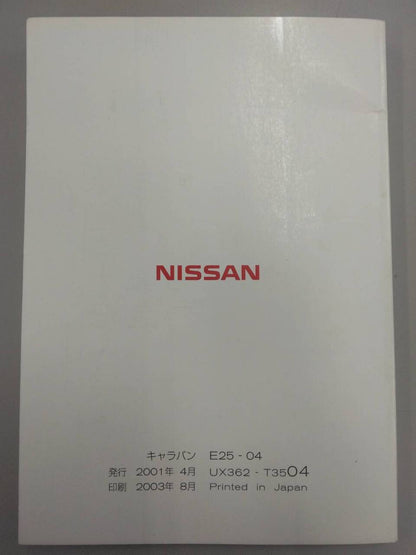 NISSAN
キャラバン E25 - 04
発行 2001年 4月 UX362 - T3504
印刷 2003年 8月 Printed in Japan